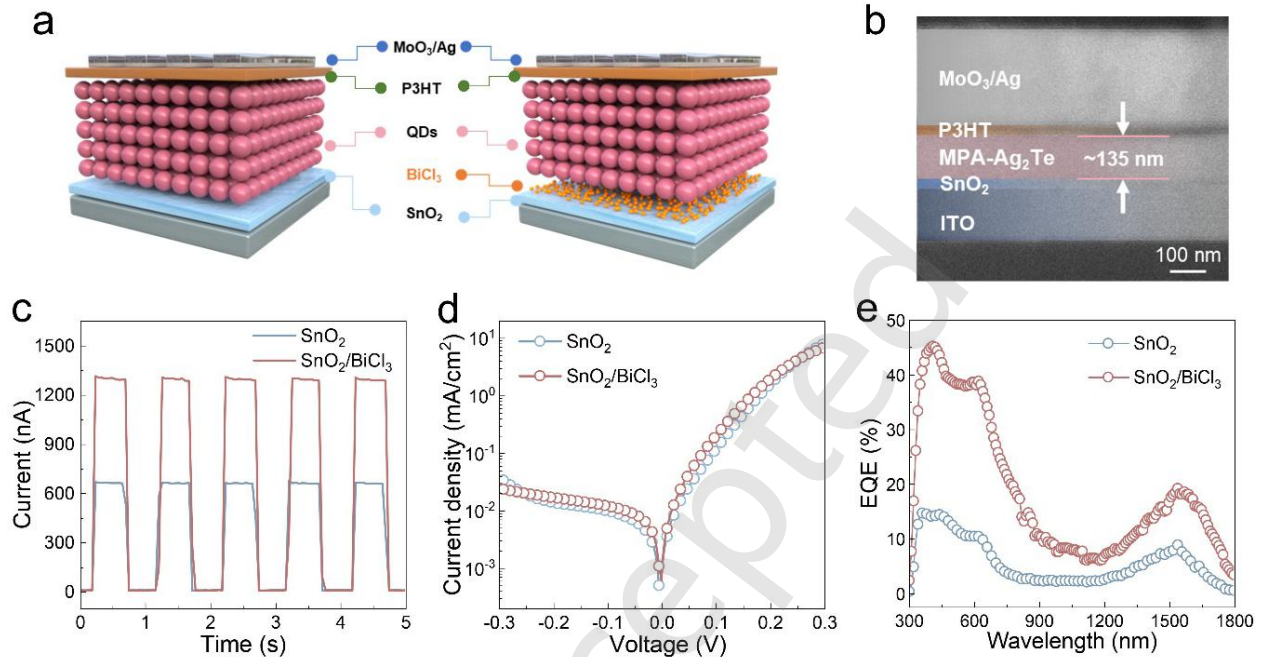 a
MoO₃/Ag
P3HT
QDs
BiCl₃
SnO₂
b
MoO₃/Ag
P3HT
MPA-Ag₂Te
~135 nm
SnO₂
ITO
100 nm
c
SnO₂
SnO₂/BiCl₃
1500
1200
900
600
300
0
Current (nA)
0 1 2 3 4 5
Time (s)
d
SnO₂
SnO₂/BiCl₃
10¹
10⁰
10⁻¹
10⁻²
10⁻³
Current density (mA/cm²)
-0.3 -0.2 -0.1 0.0 0.1 0.2 0.3
Voltage (V)
e
SnO₂
SnO₂/BiCl₃
50
40
30
20
10
0
EQE (%)
300 600 900 1200 1500 1800
Wavelength (nm)
cepted